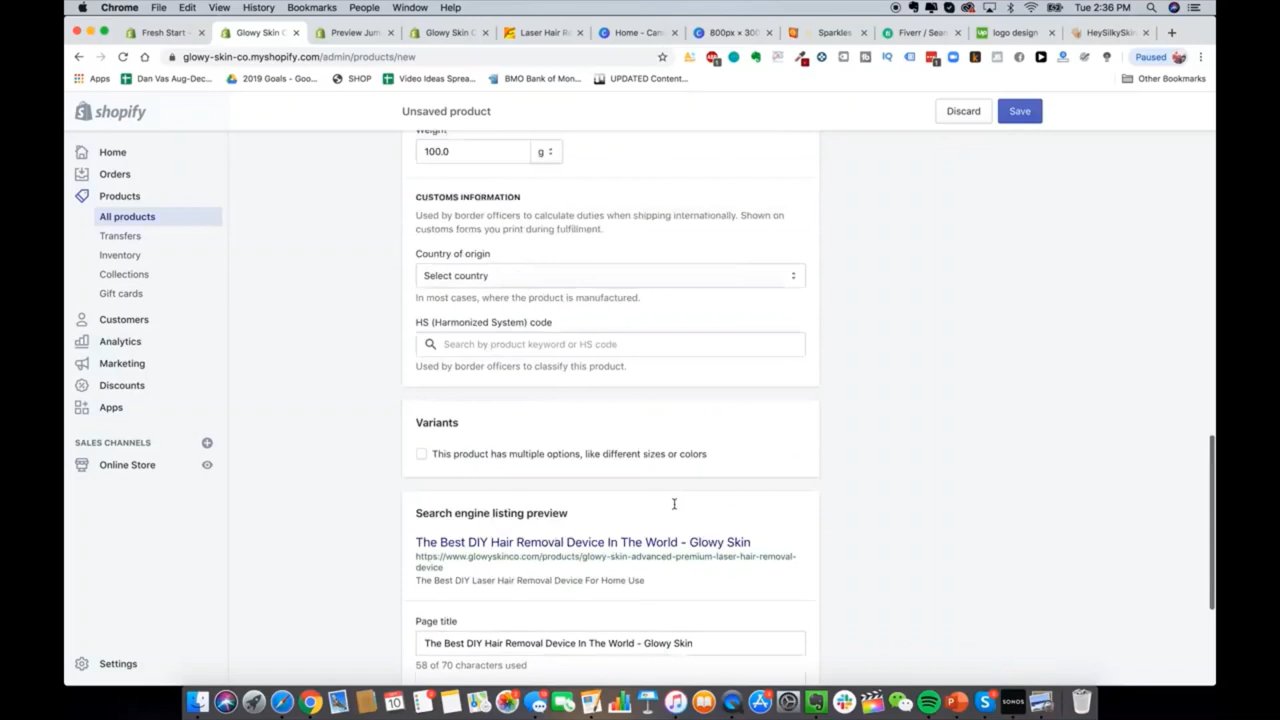 Chrome File Edit View History Bookmarks People Window Help Tue 2:36 PM
Fresh Start - Glowy Skin C Preview Jum Glowy Skin C Laser Hair Re Home - Can 800px × 300 Sparkles Fiverr / Sear logo design HeySilkySkin
glowy-skin-co.myshopify.com/admin/products/new Paused
Apps Dan Vas Aug-Dec... 2019 Goals - Goo... SHOP Video Ideas Sprea... BMO Bank of Mon... UPDATED Content... Other Bookmarks
shopify
Unsaved product
Discard
Save
Home
Orders
Products
All products
Transfers
Inventory
Collections
Gift cards
Customers
Analytics
Marketing
Discounts
Apps
SALES CHANNELS
Online Store
Settings
Weight
100.0 g
CUSTOMS INFORMATION
Used by border officers to calculate duties when shipping internationally. Shown on
customs forms you print during fulfillment.
Country of origin
Select country
In most cases, where the product is manufactured.
HS (Harmonized System) code
Search by product keyword or HS code
Used by border officers to classify this product.
Variants
This product has multiple options, like different sizes or colors
Search engine listing preview
The Best DIY Hair Removal Device In The World - Glowy Skin
https://www.glowyskinco.com/products/glowy-skin-advanced-premium-laser-hair-removal-
device
The Best DIY Laser Hair Removal Device For Home Use
Page title
The Best DIY Hair Removal Device In The World - Glowy Skin
58 of 70 characters used
10
SONOS